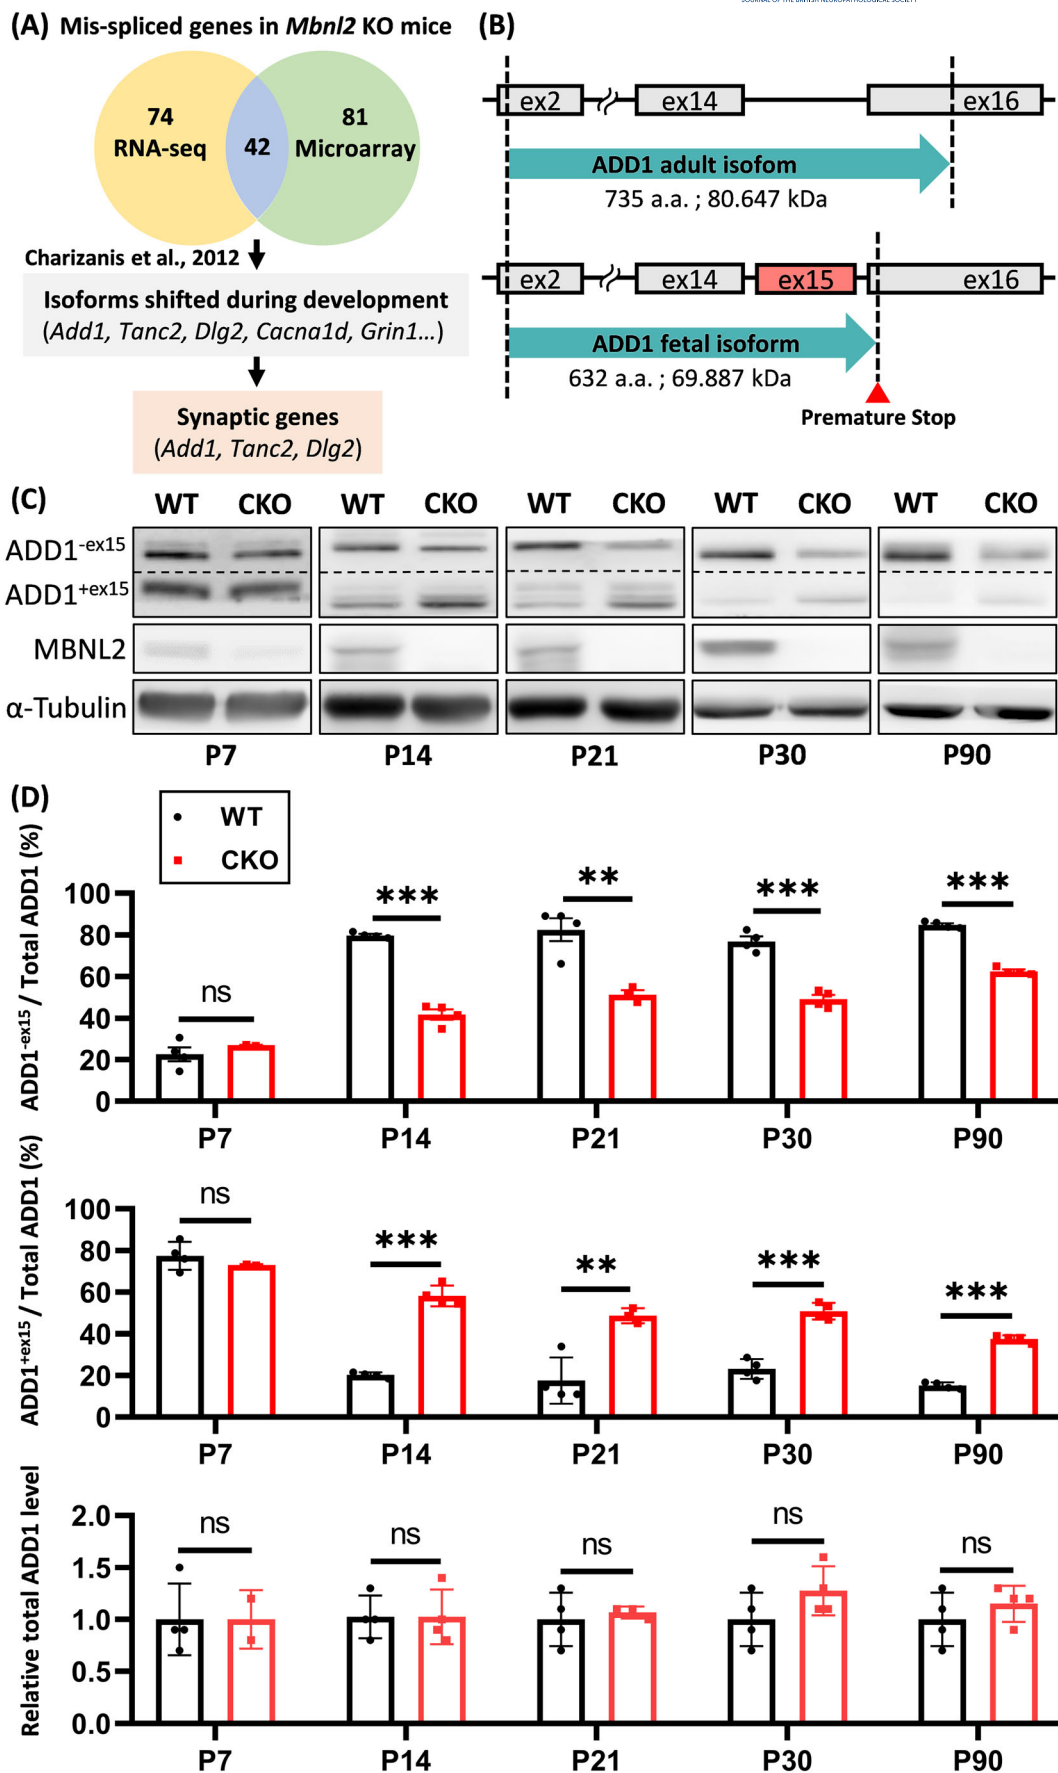 JOURNAL OF THE BRITISH NEUROPATHOLOGICAL SOCIETY
(A) Mis-spliced genes in Mbnl2 KO mice
74
RNA-seq
42
81
Microarray
Charizanis et al., 2012
Isoforms shifted during development
(Add1, Tanc2, Dlg2, Cacna1d, Grin1...)
Synaptic genes
(Add1, Tanc2, Dlg2)
(B)
ex2 ex14 ex16
ADD1 adult isofom
735 a.a. ; 80.647 kDa
ex2 ex14 ex15 ex16
ADD1 fetal isoform
632 a.a. ; 69.887 kDa
Premature Stop
(C) WT CKO WT CKO WT CKO WT CKO WT CKO
ADD1-ex15
ADD1+ex15
MBNL2
α-Tubulin
P7 P14 P21 P30 P90
(D)
WT
CKO
ADD1-ex15 / Total ADD1 (%)
100
80
60
40
20
0
ns *** ** *** ***
P7 P14 P21 P30 P90
ADD1+ex15 / Total ADD1 (%)
100
80
60
40
20
0
ns *** ** *** ***
P7 P14 P21 P30 P90
Relative total ADD1 level
2.0
1.5
1.0
0.5
0.0
ns ns ns ns ns
P7 P14 P21 P30 P90